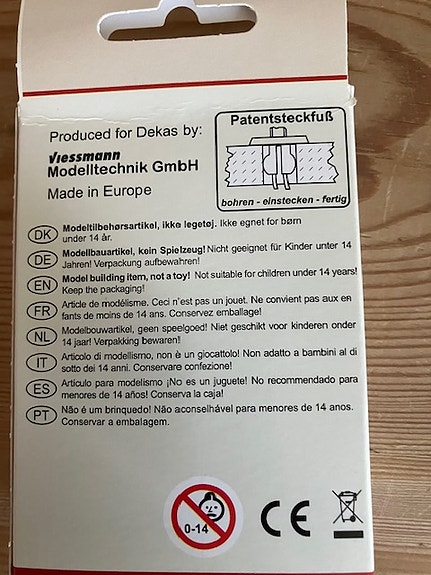 Produced for Dekas by:
Viessmann
Modelltechnik GmbH
Made in Europe
Patentsteckfuß
bohren - einstecken - fertig
DK Modeltilbehørsartikel, ikke legetøj. Ikke egnet for børn
under 14 år.
DE Modellbauartikel, kein Spielzeug! Nicht geeignet für Kinder unter 14
Jahren! Verpackung aufbewahren!
EN Model building item, not a toy! Not suitable for children under 14 years!
Keep the packaging!
FR Article de modélisme. Ceci n'est pas un jouet. Ne convient pas aux en-
fants de moins de 14 ans. Conservez emballage!
NL Modelbouwartikel, geen speelgoed! Niet geschikt voor kinderen onder
14 jaar! Verpakking bewaren!
IT Articolo di modellismo, non è un giocattolo! Non adatto a bambini al di
sotto dei 14 anni. Conservare confezione!
ES Artículo para modelismo ¡No es un juguete! No recomendado para
menores de 14 años! Conserva la caja!
PT Não é um brinquedo! Não aconselhável para menores de 14 anos.
Conservar a embalagem.
0-14
CE